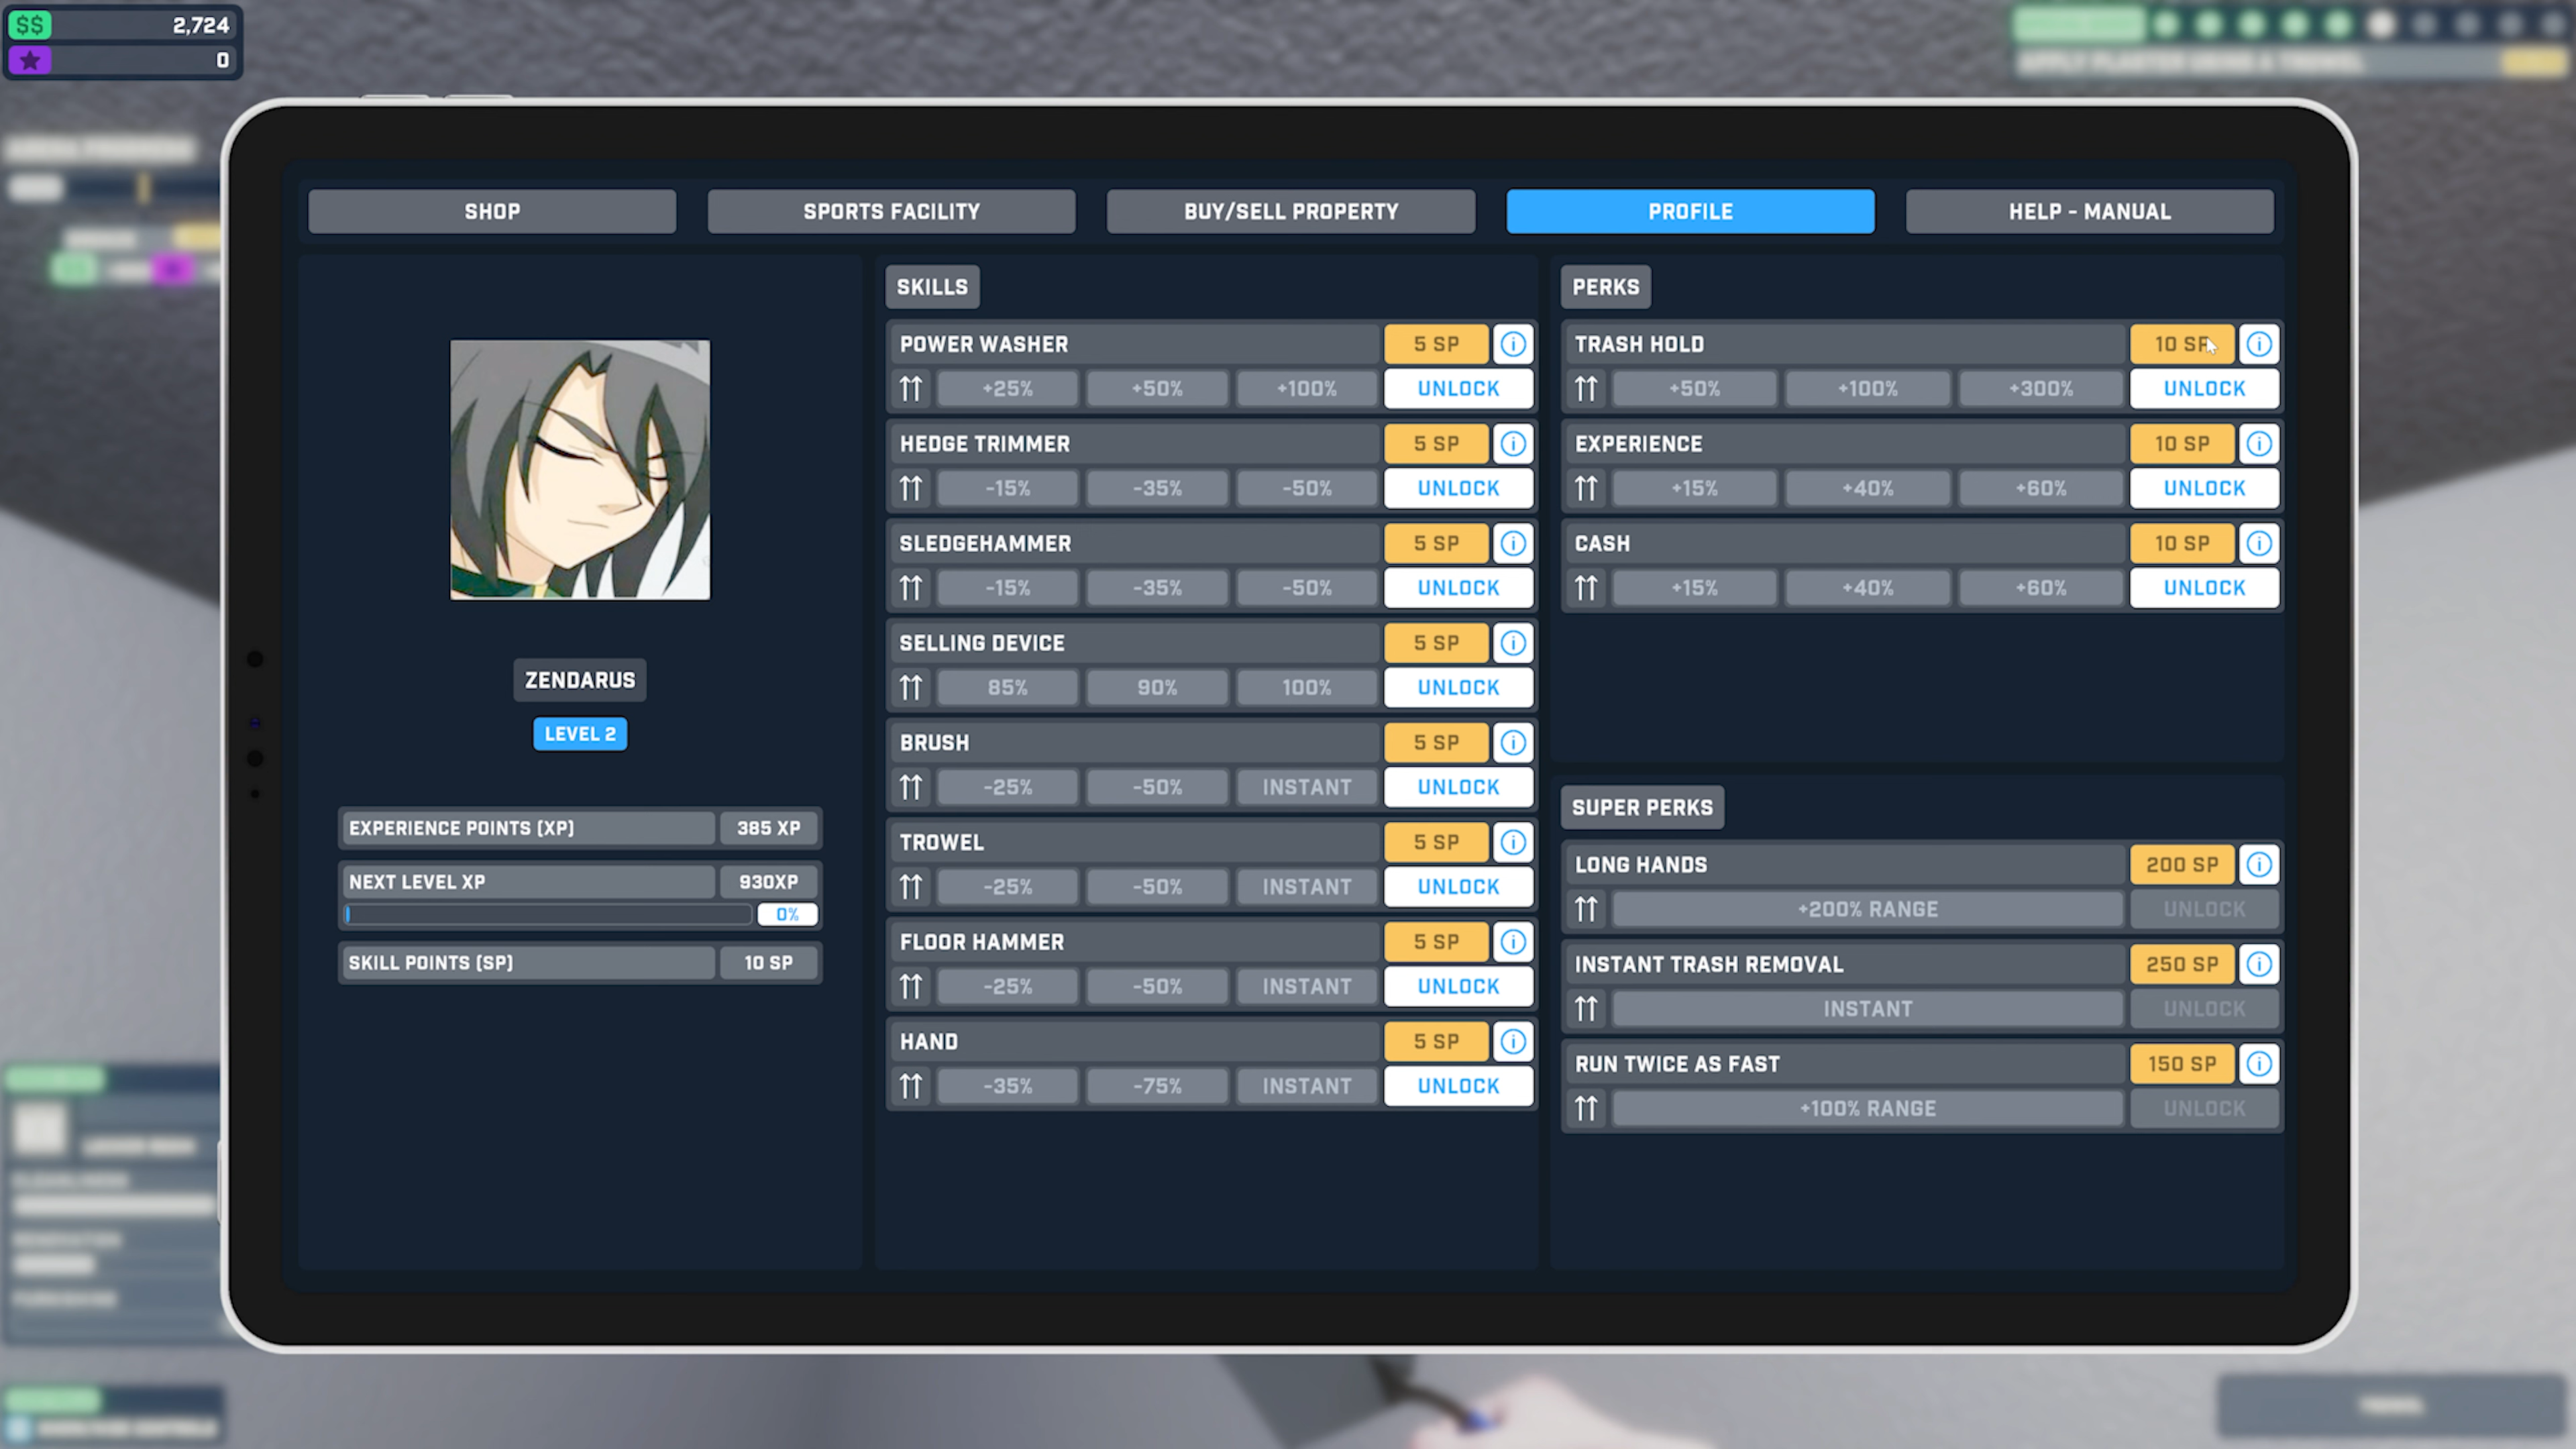 $$ 2,724
0
SHOP SPORTS FACILITY BUY/SELL PROPERTY PROFILE HELP - MANUAL
ZENDARUS
LEVEL 2
EXPERIENCE POINTS (XP) 385 XP
NEXT LEVEL XP 930XP
0%
SKILL POINTS (SP) 10 SP
SKILLS
POWER WASHER 5 SP
+25% +50% +100% UNLOCK
HEDGE TRIMMER 5 SP
-15% -35% -50% UNLOCK
SLEDGEHAMMER 5 SP
-15% -35% -50% UNLOCK
SELLING DEVICE 5 SP
85% 90% 100% UNLOCK
BRUSH 5 SP
-25% -50% INSTANT UNLOCK
TROWEL 5 SP
-25% -50% INSTANT UNLOCK
FLOOR HAMMER 5 SP
-25% -50% INSTANT UNLOCK
HAND 5 SP
-35% -75% INSTANT UNLOCK
PERKS
TRASH HOLD 10 SP
+50% +100% +300% UNLOCK
EXPERIENCE 10 SP
+15% +40% +60% UNLOCK
CASH 10 SP
+15% +40% +60% UNLOCK
SUPER PERKS
LONG HANDS 200 SP
+200% RANGE UNLOCK
INSTANT TRASH REMOVAL 250 SP
INSTANT UNLOCK
RUN TWICE AS FAST 150 SP
+100% RANGE UNLOCK
APPLY PLASTER USING A TROWEL